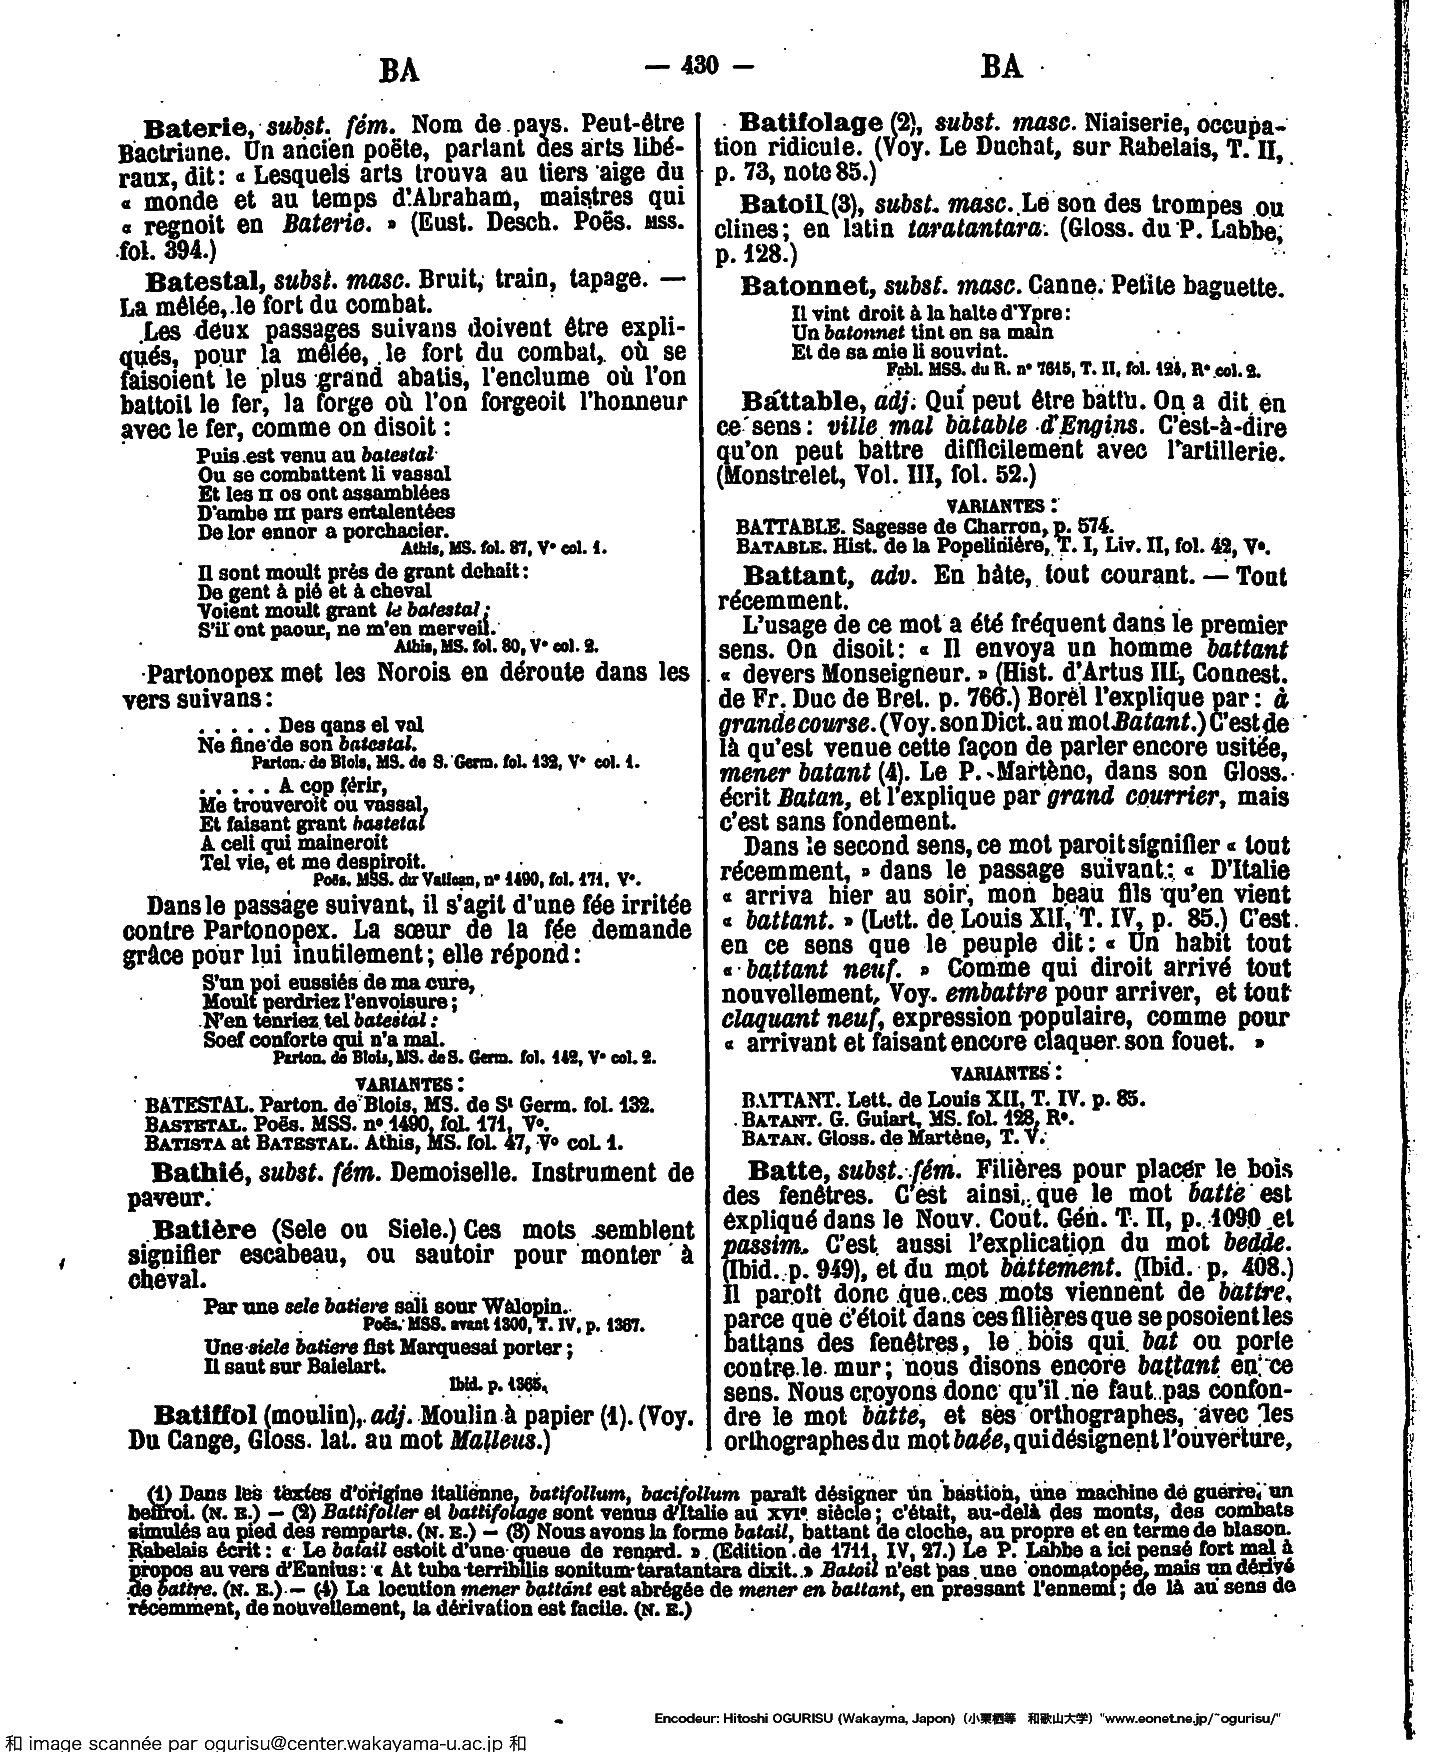 BA
— 430 —
BA
Baterie, subst. fém. Nom de pays. Peut-être
Bactriane. Un ancien poëte, parlant des arts libé-
raux, dit : « Lesquels arts trouva au tiers aige du
« monde et au temps d'Abraham, maistres qui
« regnoit en Baterie. » (Eust. Desch. Poës. MSS.
fol. 394.)
Batestal, subst. masc. Bruit, train, tapage. —
La mêlée, le fort du combat.
Les deux passages suivans doivent être expli-
qués, pour la mêlée, le fort du combat, où se
faisoient le plus grand abatis, l'enclume où l'on
battoit le fer, la forge où l'on forgeoit l'honneur
avec le fer, comme on disoit :
Puis est venu au batestal
Ou se combattent li vassal
Et les II os ont assamblées
D'ambe III pars entalentées
De lor ennor a porchacier.
Athis, MS. fol. 87, V° col. 1.
Il sont moult prés de grant dehait :
De gent à pié et à cheval
Voient moult grant le batestal ;
S'il ont paour, ne m'en merveil.
Athis, MS. fol. 80, V° col. 2.
Partonopex met les Norois en déroute dans les
vers suivans :
. . . . . Des qans el val
Ne fine de son batestal.
Parton. de Blois, MS. de S. Germ. fol. 132, V° col. 1.
. . . . . A cop férir,
Me trouveroit ou vassal,
Et faisant grant bastetal
A celi qui maineroit
Tel vie, et me despiroit.
Poës. MSS. du Vatican, n° 1490, fol. 171, V°.
Dans le passage suivant, il s'agit d'une fée irritée
contre Partonopex. La sœur de la fée demande
grâce pour lui inutilement ; elle répond :
S'un poi eussiés de ma cure,
Moult perdriez l'envoisure ;
N'en tenriez tel batestal :
Soef conforte qui n'a mal.
Parton. de Blois, MS. de S. Germ. fol. 142, V° col. 2.
VARIANTES :
BATESTAL. Parton. de Blois, MS. de St Germ. fol. 132.
BASTETAL. Poës. MSS. n° 1490, fol. 171, V°.
BATISTA at BATESTAL. Athis, MS. fol. 47, V° col. 1.
Bathié, subst. fém. Demoiselle. Instrument de
paveur.
Batière (Sele ou Siele.) Ces mots semblent
signifier escabeau, ou sautoir pour monter à
cheval.
Par une sele batiere sali sour Walopin.
Poës. MSS. avant 1300, T. IV, p. 1367.
Une siele batiere fist Marquesai porter ;
Il saut sur Baielart.
Ibid. p. 1365.
Batiffol (moulin), adj. Moulin à papier (1). (Voy.
Du Cange, Gloss. lat. au mot Malleus.)
Batifolage (2), subst. masc. Niaiserie, occupa-
tion ridicule. (Voy. Le Duchat, sur Rabelais, T. II,
p. 73, note 85.)
Batoil (3), subst. masc. Le son des trompes ou
clines ; en latin taratantara. (Gloss. du P. Labbe,
p. 128.)
Batonnet, subst. masc. Canne. Petite baguette.
Il vint droit à la halte d'Ypre :
Un batonnet tint en sa main
Et de sa mie li souvint.
Fabl. MSS. du R. n° 7615, T. II, fol. 124, R° col. 2.
Battable, adj. Qui peut être battu. On a dit en
ce sens : ville mal batable d'Engins. C'est-à-dire
qu'on peut battre difficilement avec l'artillerie.
(Monstrelet, Vol. III, fol. 52.)
VARIANTES :
BATTABLE. Sagesse de Charron, p. 574.
BATABLE. Hist. de la Popelinière, T. I, Liv. II, fol. 42, V°.
Battant, adv. En hâte, tout courant. — Tout
récemment.
L'usage de ce mot a été fréquent dans le premier
sens. On disoit : « Il envoya un homme battant
« devers Monseigneur. » (Hist. d'Artus III, Connest.
de Fr. Duc de Bret. p. 766.) Borel l'explique par : à
grande course. (Voy. son Dict. au mot Batant.) C'est de
là qu'est venue cette façon de parler encore usitée,
mener batant (4). Le P. Martène, dans son Gloss.
écrit Batan, et l'explique par grand courrier, mais
c'est sans fondement.
Dans le second sens, ce mot paroit signifier « tout
récemment, » dans le passage suivant : « D'Italie
« arriva hier au soir, mon beau fils qu'en vient
« battant. » (Lett. de Louis XII, T. IV, p. 85.) C'est
en ce sens que le peuple dit : « Un habit tout
« battant neuf. » Comme qui diroit arrivé tout
nouvellement. Voy. embattre pour arriver, et tout
claquant neuf, expression populaire, comme pour
« arrivant et faisant encore claquer son fouet. »
VARIANTES :
BATTANT. Lett. de Louis XII, T. IV. p. 85.
BATANT. G. Guiart, MS. fol. 128, R°.
BATAN. Gloss. de Martène, T. V.
Batte, subst. fém. Filières pour placer le bois
des fenêtres. C'est ainsi que le mot batte est
expliqué dans le Nouv. Cout. Gén. T. II, p. 1090 et
passim. C'est aussi l'explication du mot bedde.
(Ibid. p. 949), et du mot battement. (Ibid. p. 408.)
Il paroit donc que ces mots viennent de battre,
parce que c'étoit dans ces filières que se posoient les
battans des fenêtres, le bois qui bat ou porte
contre le mur ; nous disons encore battant en ce
sens. Nous croyons donc qu'il ne faut pas confon-
dre le mot batte, et ses orthographes, avec les
orthographes du mot baée, qui désignent l'ouverture,
(1) Dans les textes d'origine italienne, batifollum, bacifollum paraît désigner un bastion, une machine de guerre, un
beffroi. (N. E.) — (2) Battifoller et battifolage sont venus d'Italie au XVIe siècle ; c'était, au-delà des monts, des combats
simulés au pied des remparts. (N. E.) — (3) Nous avons la forme batail, battant de cloche, au propre et en terme de blason.
Rabelais écrit : « Le batail estoit d'une queue de renard. » (Edition de 1711, IV, 27.) Le P. Labbe a ici pensé fort mal à
propos au vers d'Ennius : « At tuba terribilis sonitum taratantara dixit. » Batoil n'est pas une onomatopée, mais un dérivé
de battre. (N. E.) — (4) La locution mener battant est abrégée de mener en battant, en pressant l'ennemi ; de là au sens de
récemment, de nouvellement, la dérivation est facile. (N. E.)
Encodeur: Hitoshi OGURISU (Wakayma, Japon) (小栗栖等 和歌山大学) "www.eonet.ne.jp/~ogurisu/"
和 image scannée par ogurisu@center.wakayama-u.ac.jp 和